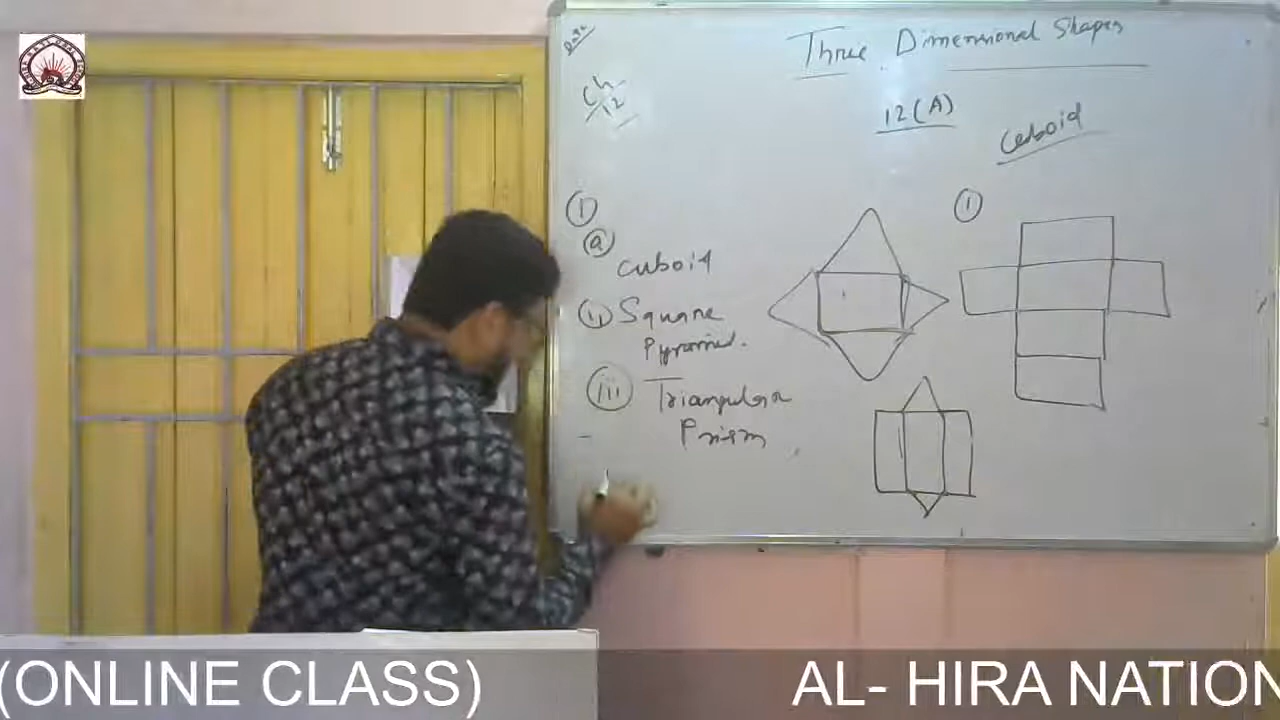 Three Dimensional Shapes
Ch
12
12(A)
Cuboid
①
①
ⓐ
Cuboid
(ii) Square
Pyramid.
(iii) Triangular
Prism
(ONLINE CLASS)
AL- HIRA NATION